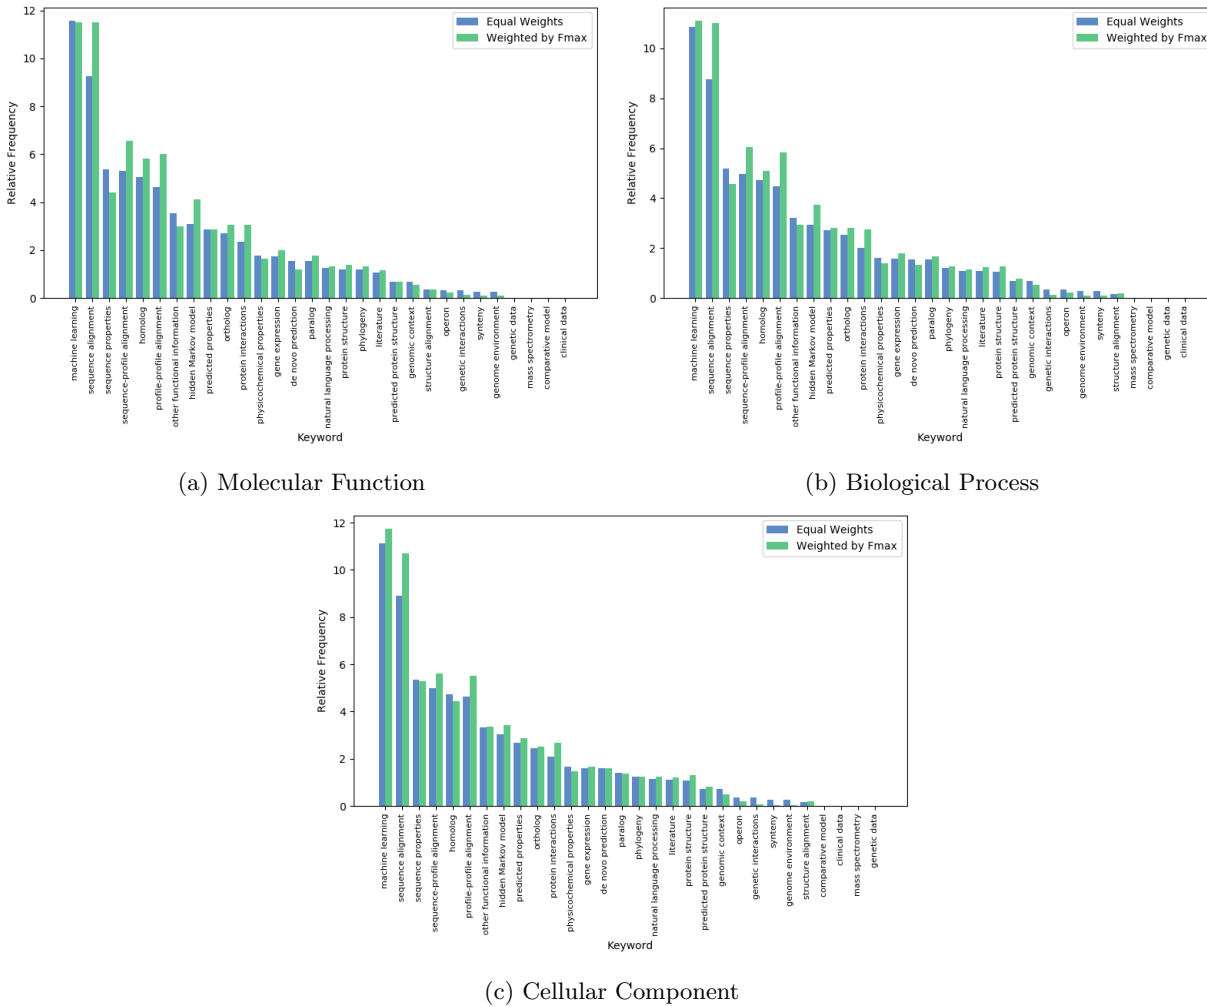 12
10
8
6
4
2
0
Relative Frequency
Equal Weights
Weighted by Fmax
machine learning
sequence alignment
sequence properties
sequence-profile alignment
homolog
profile-profile alignment
other functional information
hidden Markov model
predicted properties
ortholog
protein interactions
physicochemical properties
gene expression
de novo prediction
paralog
natural language processing
protein structure
phylogeny
literature
predicted protein structure
genomic context
structure alignment
operon
genetic interactions
synteny
genome environment
genetic data
mass spectrometry
comparative model
clinical data
Keyword
(a) Molecular Function
10
8
6
4
2
0
Relative Frequency
Equal Weights
Weighted by Fmax
machine learning
sequence alignment
sequence properties
sequence-profile alignment
homolog
profile-profile alignment
other functional information
hidden Markov model
predicted properties
ortholog
protein interactions
physicochemical properties
gene expression
de novo prediction
paralog
phylogeny
natural language processing
literature
protein structure
predicted protein structure
genomic context
genetic interactions
operon
genome environment
synteny
structure alignment
mass spectrometry
comparative model
genetic data
clinical data
Keyword
(b) Biological Process
12
10
8
6
4
2
0
Relative Frequency
Equal Weights
Weighted by Fmax
machine learning
sequence alignment
sequence properties
sequence-profile alignment
homolog
profile-profile alignment
other functional information
hidden Markov model
predicted properties
ortholog
protein interactions
physicochemical properties
gene expression
de novo prediction
paralog
phylogeny
natural language processing
literature
protein structure
predicted protein structure
genomic context
operon
genetic interactions
synteny
genome environment
structure alignment
comparative model
clinical data
mass spectrometry
genetic data
Keyword
(c) Cellular Component